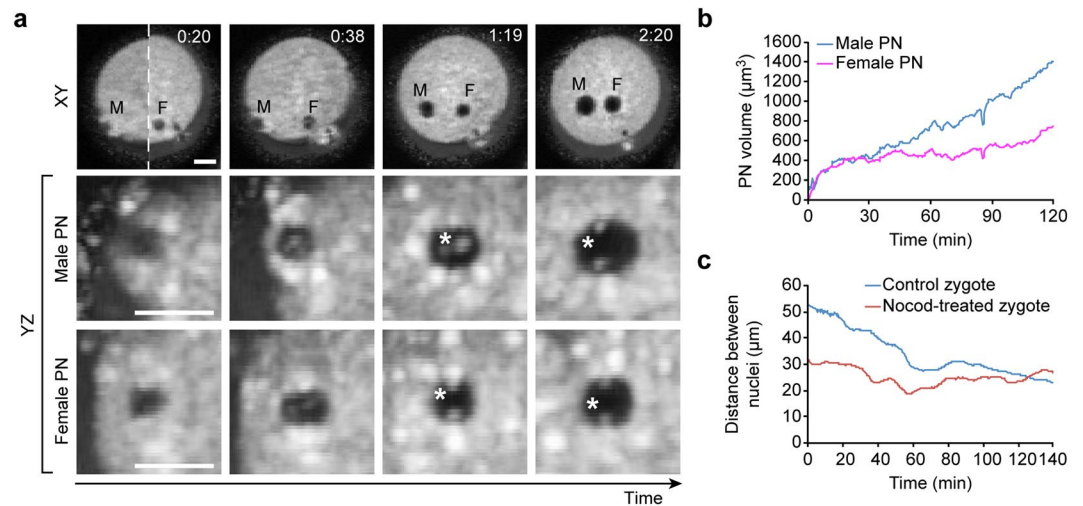 a
XY
0:20
M
F
0:38
M
F
1:19
M
F
2:20
M
F
YZ
Male PN
*
*
Female PN
*
*
Time
b
PN volume (µm³)
1600
1400
1200
1000
800
600
400
200
0
Male PN
Female PN
0
30
60
90
120
Time (min)
c
Distance between
nuclei (µm)
60
50
40
30
20
10
0
Control zygote
Nocod-treated zygote
0
20
40
60
80
100
120
140
Time (min)